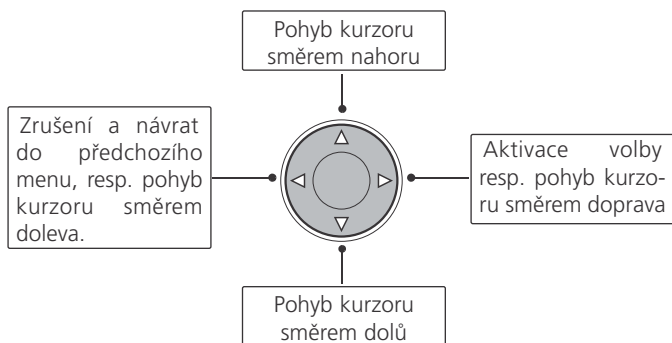 Pohyb kurzoru
směrem nahoru
Zrušení a návrat
do předchozího
menu, resp. pohyb
kurzoru směrem
doleva.
Aktivace volby
resp. pohyb kurzo-
ru směrem doprava
Pohyb kurzoru
směrem dolů